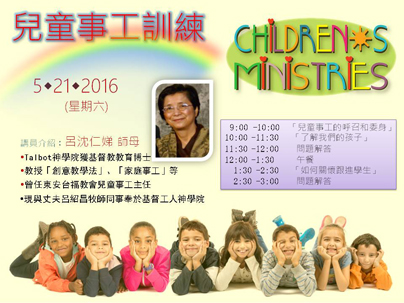 兒童事工訓練
CHiLDREN'S
MiNiSTRiES
5◆21◆2016
(星期六)
講員介紹：呂沈仁娣 師母
•Talbot神學院獲基督教教育博士
•教授「創意教學法」、「家庭事工」等
•曾任東安台福教會兒童事工主任
•現與丈夫呂紹昌牧師同事奉於基督工人神學院
9:00 -10:00 「兒童事工的呼召和委身」
10:00 -11:30 「了解我們的孩子」
11:30 -12:00 問題解答
12:00 -1:30 午餐
1:30 -2:30 「如何關懷跟進學生」
2:30 -3:00 問題解答